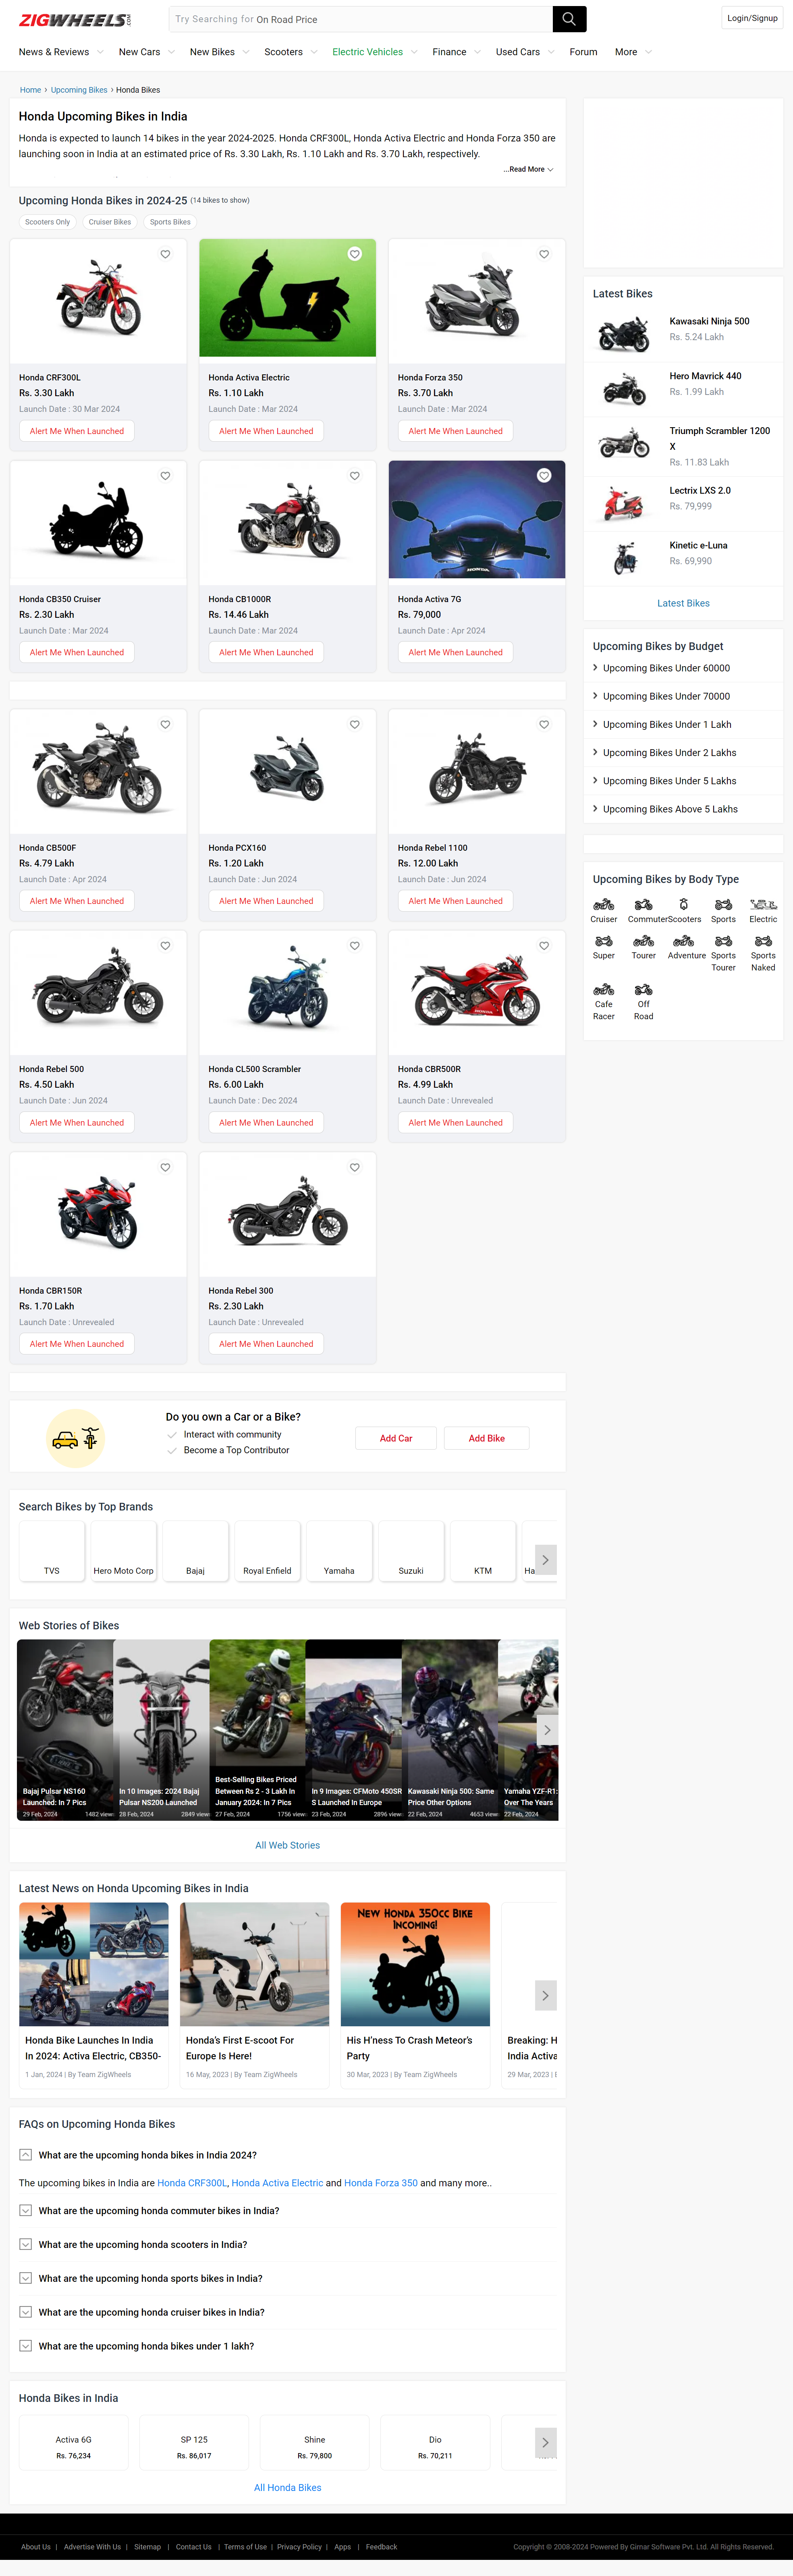 ZIGWHEELS.COM
Try Searching for On Road Price
Login/Signup
News & Reviews
New Cars
New Bikes
Scooters
Electric Vehicles
Finance
Used Cars
Forum
More
Home › Upcoming Bikes › Honda Bikes
Honda Upcoming Bikes in India
Honda is expected to launch 14 bikes in the year 2024-2025. Honda CRF300L, Honda Activa Electric and Honda Forza 350 are
launching soon in India at an estimated price of Rs. 3.30 Lakh, Rs. 1.10 Lakh and Rs. 3.70 Lakh, respectively.
...Read More
Upcoming Honda Bikes in 2024-25 (14 bikes to show)
Scooters Only
Cruiser Bikes
Sports Bikes
Honda CRF300L
Rs. 3.30 Lakh
Launch Date : 30 Mar 2024
Alert Me When Launched
Honda Activa Electric
Rs. 1.10 Lakh
Launch Date : Mar 2024
Alert Me When Launched
Honda Forza 350
Rs. 3.70 Lakh
Launch Date : Mar 2024
Alert Me When Launched
Honda CB350 Cruiser
Rs. 2.30 Lakh
Launch Date : Mar 2024
Alert Me When Launched
Honda CB1000R
Rs. 14.46 Lakh
Launch Date : Mar 2024
Alert Me When Launched
HONDA
Honda Activa 7G
Rs. 79,000
Launch Date : Apr 2024
Alert Me When Launched
Honda CB500F
Rs. 4.79 Lakh
Launch Date : Apr 2024
Alert Me When Launched
Honda PCX160
Rs. 1.20 Lakh
Launch Date : Jun 2024
Alert Me When Launched
Honda Rebel 1100
Rs. 12.00 Lakh
Launch Date : Jun 2024
Alert Me When Launched
Honda Rebel 500
Rs. 4.50 Lakh
Launch Date : Jun 2024
Alert Me When Launched
Honda CL500 Scrambler
Rs. 6.00 Lakh
Launch Date : Dec 2024
Alert Me When Launched
Honda CBR500R
Rs. 4.99 Lakh
Launch Date : Unrevealed
Alert Me When Launched
Honda CBR150R
Rs. 1.70 Lakh
Launch Date : Unrevealed
Alert Me When Launched
Honda Rebel 300
Rs. 2.30 Lakh
Launch Date : Unrevealed
Alert Me When Launched
Do you own a Car or a Bike?
Interact with community
Become a Top Contributor
Add Car
Add Bike
Search Bikes by Top Brands
TVS
Hero Moto Corp
Bajaj
Royal Enfield
Yamaha
Suzuki
KTM
Ha
Web Stories of Bikes
Bajaj Pulsar NS160
Launched: In 7 Pics
29 Feb, 2024 1482 view
In 10 Images: 2024 Bajaj
Pulsar NS200 Launched
28 Feb, 2024 2849 view
Best-Selling Bikes Priced
Between Rs 2 - 3 Lakh In
January 2024: In 7 Pics
27 Feb, 2024 1756 view
In 9 Images: CFMoto 450SR
S Launched In Europe
23 Feb, 2024 2896 view
Kawasaki Ninja 500: Same
Price Other Options
22 Feb, 2024 4653 view
Yamaha YZF-R1:
Over The Years
22 Feb, 2024
All Web Stories
Latest News on Honda Upcoming Bikes in India
Honda Bike Launches In India
In 2024: Activa Electric, CB350-
1 Jan, 2024 | By Team ZigWheels
Honda's First E-scoot For
Europe Is Here!
16 May, 2023 | By Team ZigWheels
New Honda 350cc Bike
Incoming!
His H'ness To Crash Meteor's
Party
30 Mar, 2023 | By Team ZigWheels
Breaking: H
India Activa
29 Mar, 2023 |
FAQs on Upcoming Honda Bikes
What are the upcoming honda bikes in India 2024?
The upcoming bikes in India are Honda CRF300L, Honda Activa Electric and Honda Forza 350 and many more..
What are the upcoming honda commuter bikes in India?
What are the upcoming honda scooters in India?
What are the upcoming honda sports bikes in India?
What are the upcoming honda cruiser bikes in India?
What are the upcoming honda bikes under 1 lakh?
Honda Bikes in India
Activa 6G
Rs. 76,234
SP 125
Rs. 86,017
Shine
Rs. 79,800
Dio
Rs. 70,211
All Honda Bikes
Latest Bikes
Kawasaki Ninja 500
Rs. 5.24 Lakh
Hero Mavrick 440
Rs. 1.99 Lakh
Triumph Scrambler 1200
X
Rs. 11.83 Lakh
Lectrix LXS 2.0
Rs. 79,999
Kinetic e-Luna
Rs. 69,990
Latest Bikes
Upcoming Bikes by Budget
Upcoming Bikes Under 60000
Upcoming Bikes Under 70000
Upcoming Bikes Under 1 Lakh
Upcoming Bikes Under 2 Lakhs
Upcoming Bikes Under 5 Lakhs
Upcoming Bikes Above 5 Lakhs
Upcoming Bikes by Body Type
Cruiser
Commuter
Scooters
Sports
Electric
Super
Tourer
Adventure
Sports
Tourer
Sports
Naked
Cafe
Racer
Off
Road
About Us | Advertise With Us | Sitemap | Contact Us | Terms of Use | Privacy Policy | Apps | Feedback
Copyright © 2008-2024 Powered By Girnar Software Pvt. Ltd. All Rights Reserved.